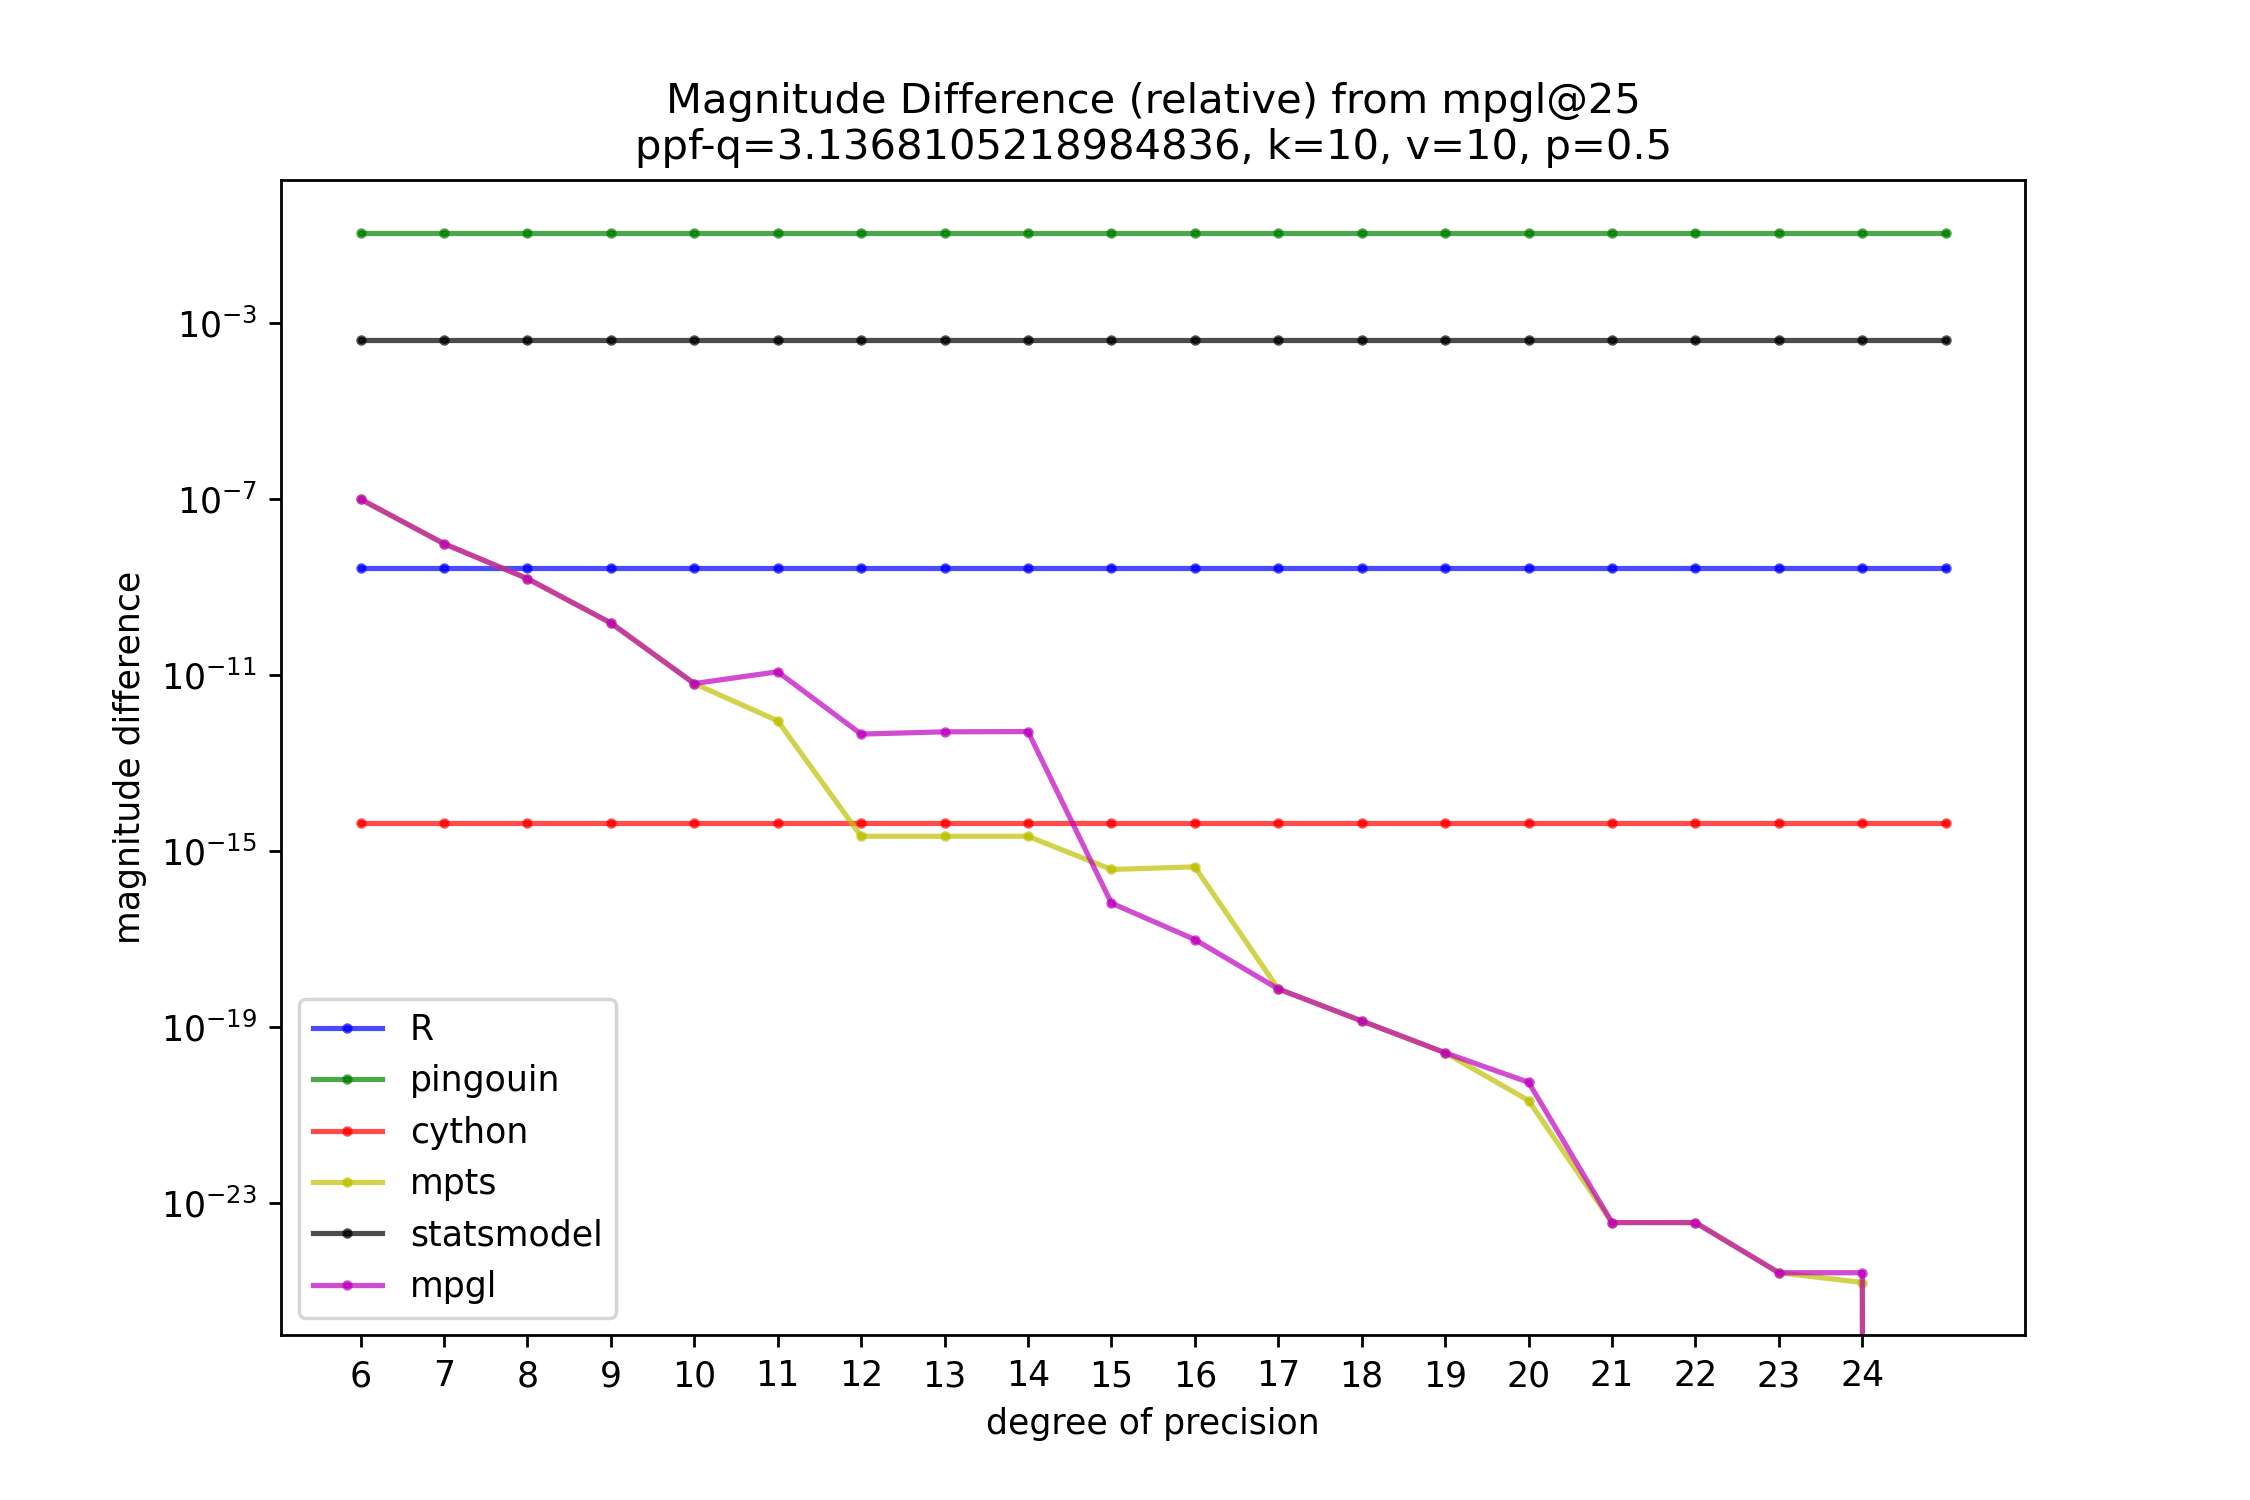 Magnitude Difference (relative) from mpgl@25
ppf-q=3.1368105218984836, k=10, v=10, p=0.5
magnitude difference
10⁻³
10⁻⁷
10⁻¹¹
10⁻¹⁵
10⁻¹⁹
10⁻²³
R
pingouin
cython
mpts
statsmodel
mpgl
6 7 8 9 10 11 12 13 14 15 16 17 18 19 20 21 22 23 24
degree of precision